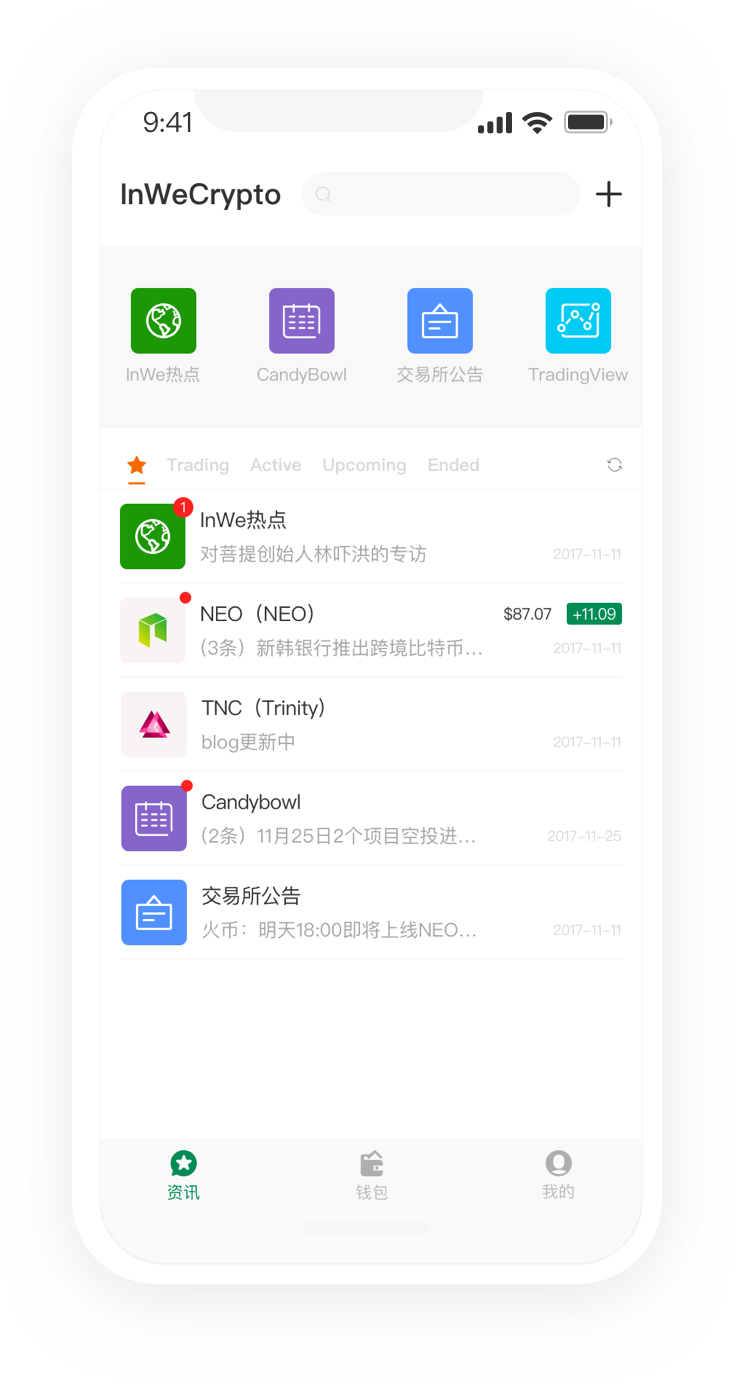 9:41
InWeCrypto
InWe热点 CandyBowl 交易所公告 TradingView
Trading Active Upcoming Ended
1
InWe热点
对菩提创始人林吓洪的专访 2017-11-11
NEO（NEO） $87.07 +11.09
(3条）新韩银行推出跨境比特币... 2017-11-11
TNC（Trinity)
blog更新中 2017-11-11
Candybowl
(2条）11月25日2个项目空投进... 2017-11-25
交易所公告
火币：明天18:00即将上线NEO... 2017-11-11
资讯 钱包 我的